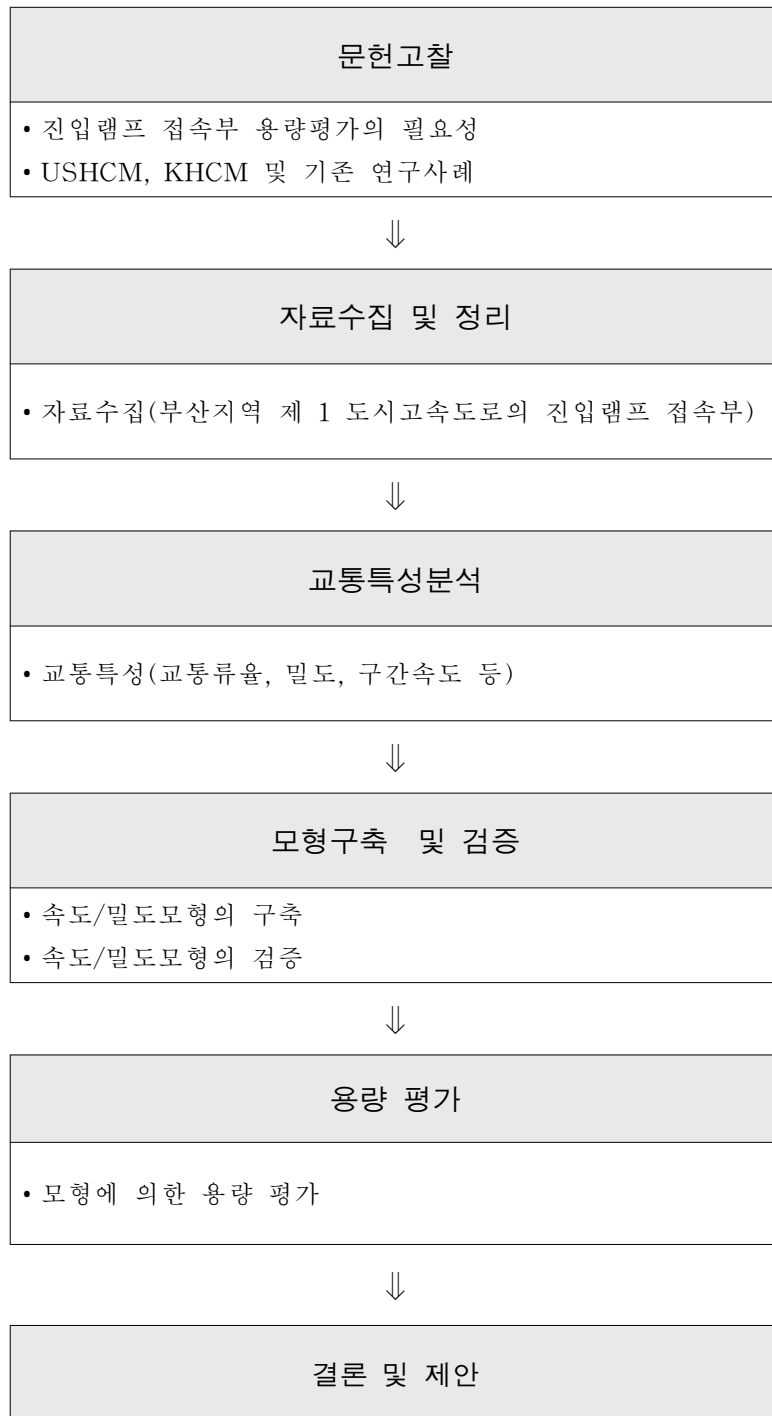 문헌고찰
• 진입램프 접속부 용량평가의 필요성
• USHCM, KHCM 및 기존 연구사례
⇓
자료수집 및 정리
• 자료수집(부산지역 제 1 도시고속도로의 진입램프 접속부)
⇓
교통특성분석
• 교통특성(교통류율, 밀도, 구간속도 등)
⇓
모형구축 및 검증
• 속도/밀도모형의 구축
• 속도/밀도모형의 검증
⇓
용량 평가
• 모형에 의한 용량 평가
⇓
결론 및 제안